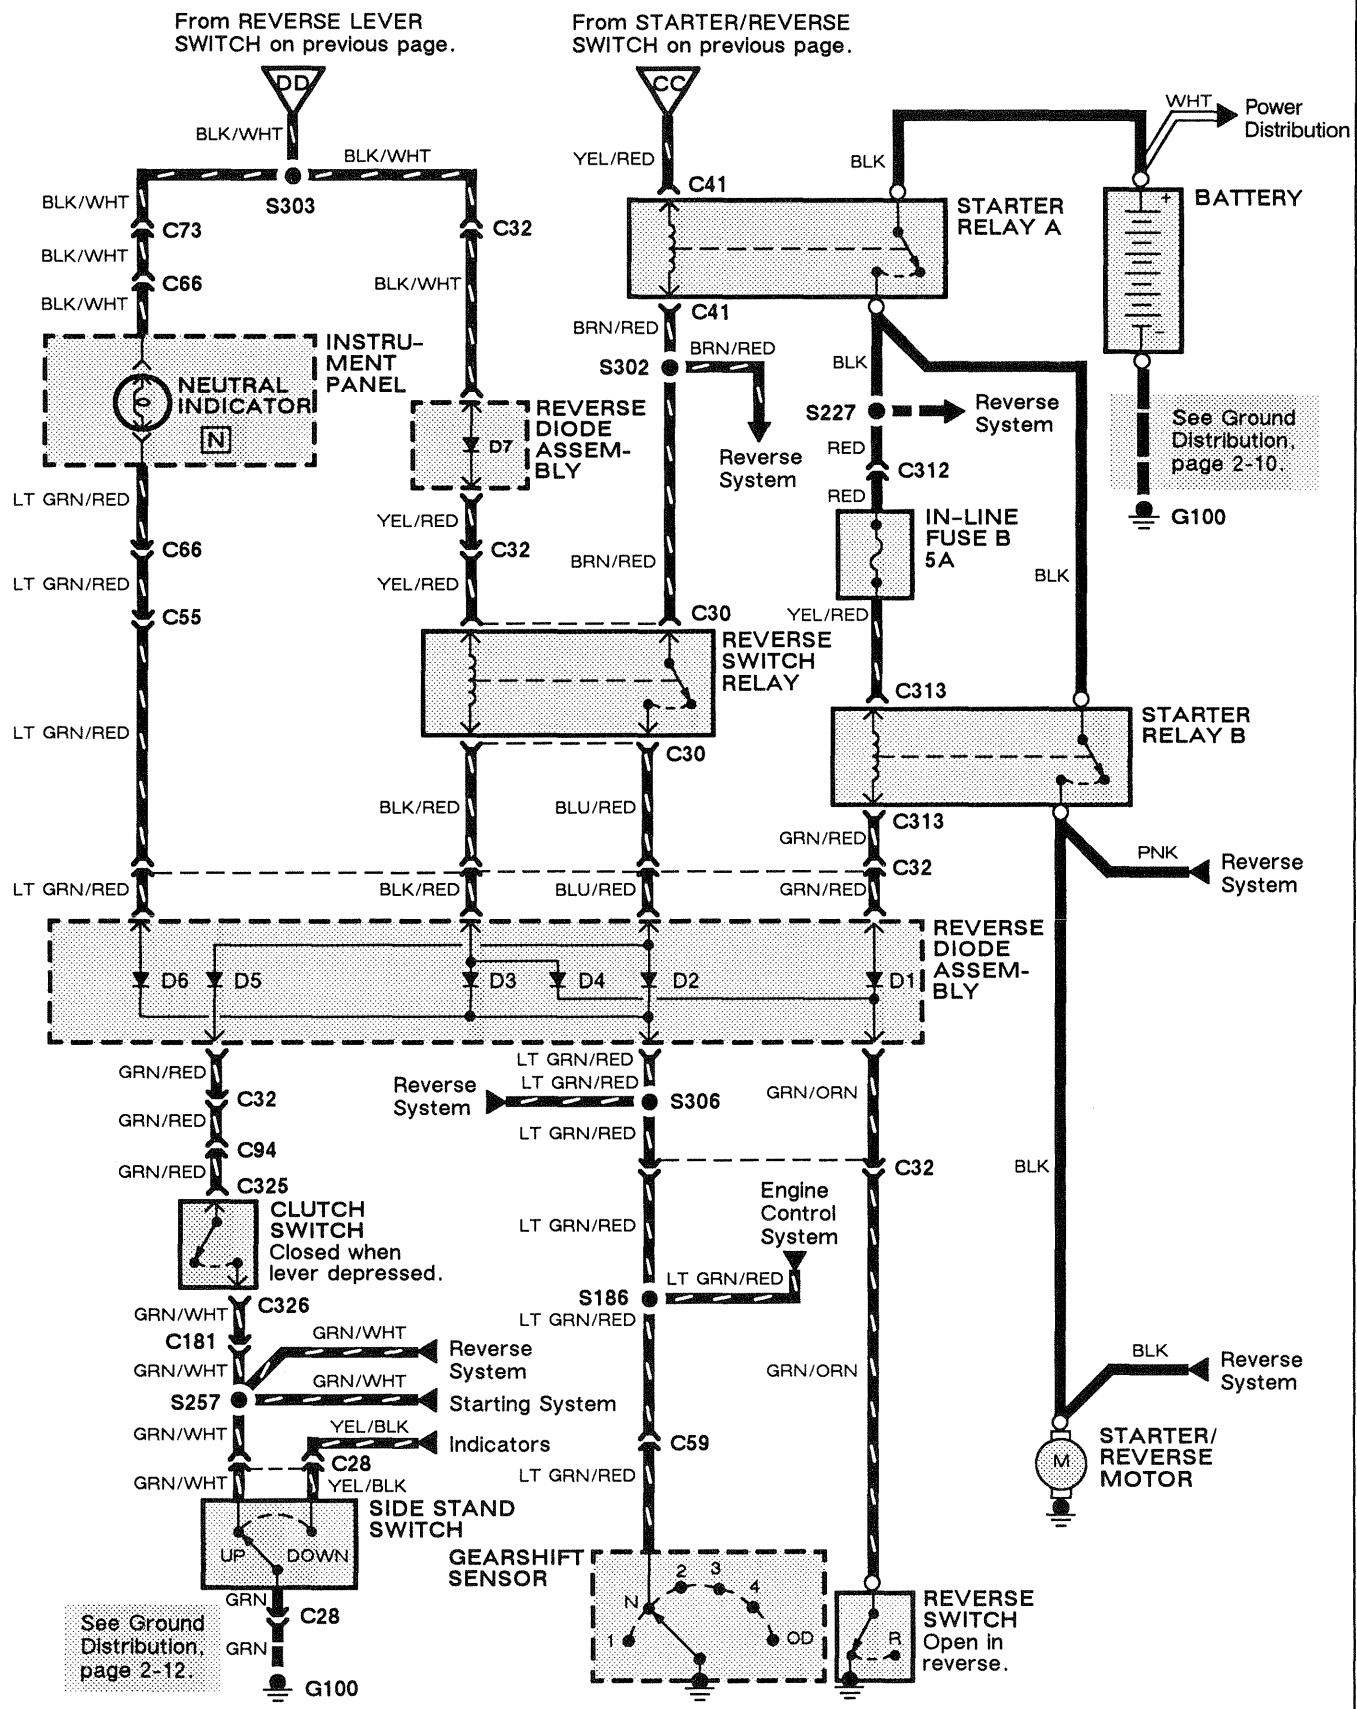 From REVERSE LEVER
SWITCH on previous page.
From STARTER/REVERSE
SWITCH on previous page.
DD
CC
WHT
Power
Distribution
BLK/WHT
BLK/WHT
YEL/RED
BLK
C41
BLK/WHT
S303
BATTERY
+
-
STARTER
RELAY A
C73
C32
BLK/WHT
C66
BLK/WHT
BLK/WHT
C41
BRN/RED
BRN/RED
S302
BLK
INSTRU-
MENT
PANEL
NEUTRAL
INDICATOR
N
REVERSE
DIODE
ASSEM-
BLY
D7
S227
Reverse
System
See Ground
Distribution,
page 2-10.
Reverse
System
RED
C312
RED
LT GRN/RED
YEL/RED
IN-LINE
FUSE B
5A
G100
C66
C32
BRN/RED
BLK
LT GRN/RED
YEL/RED
C55
C30
YEL/RED
REVERSE
SWITCH
RELAY
C313
LT GRN/RED
STARTER
RELAY B
C30
BLK/RED
BLU/RED
C313
GRN/RED
PNK
Reverse
System
C32
LT GRN/RED
BLK/RED
BLU/RED
GRN/RED
REVERSE
DIODE
ASSEM-
BLY
D6
D5
D3
D4
D2
D1
LT GRN/RED
GRN/RED
LT GRN/RED
Reverse
System
GRN/ORN
C32
S306
GRN/RED
LT GRN/RED
C94
GRN/RED
C32
BLK
C325
Engine
Control
System
CLUTCH
SWITCH
Closed when
lever depressed.
LT GRN/RED
LT GRN/RED
S186
C326
GRN/WHT
LT GRN/RED
C181
GRN/WHT
Reverse
System
GRN/WHT
GRN/WHT
GRN/ORN
BLK
Reverse
System
S257
Starting System
YEL/BLK
GRN/WHT
Indicators
C59
C28
STARTER/
REVERSE
MOTOR
M
GRN/WHT
YEL/BLK
LT GRN/RED
SIDE STAND
SWITCH
UP
DOWN
GEARSHIFT
SENSOR
1
N
2
3
4
OD
REVERSE
SWITCH
Open in
reverse.
R
GRN
C28
See Ground
Distribution,
page 2-12.
GRN
G100